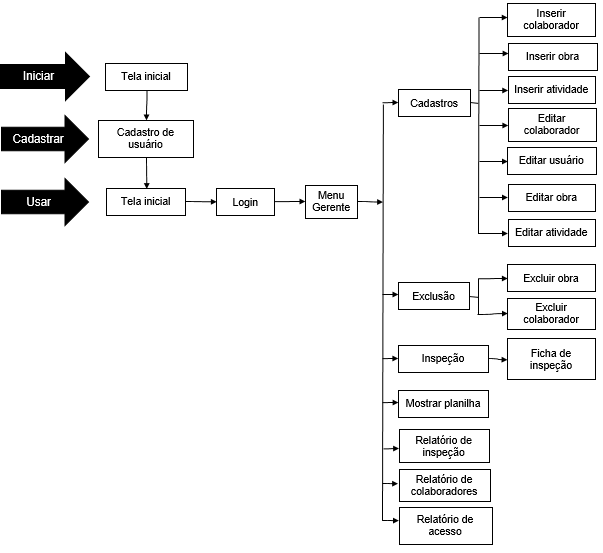 Iniciar
Tela inicial
Cadastrar
Cadastro de
usuário
Usar
Tela inicial
Login
Menu
Gerente
Cadastros
Inserir
colaborador
Inserir obra
Inserir atividade
Editar
colaborador
Editar usuário
Editar obra
Editar atividade
Exclusão
Excluir obra
Excluir
colaborador
Inspeção
Ficha de
inspeção
Mostrar planilha
Relatório de
inspeção
Relatório de
colaboradores
Relatório de
acesso